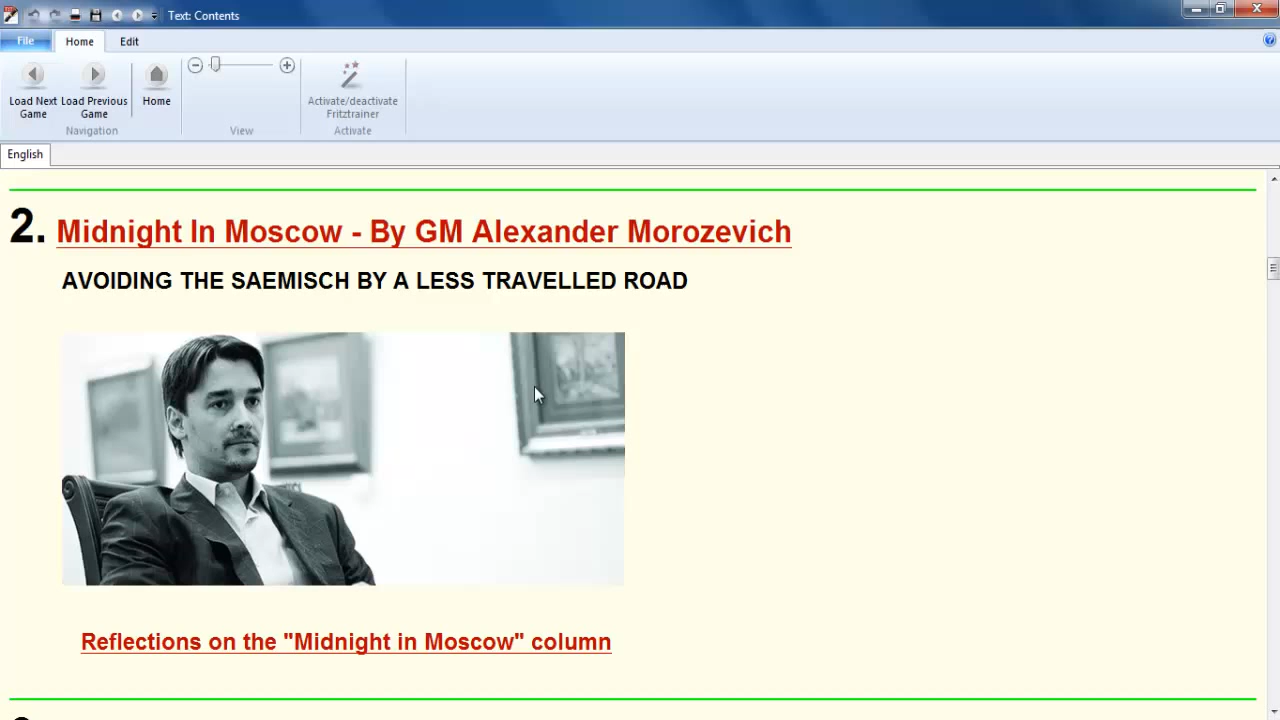 Text: Contents
File Home Edit
Load Next Load Previous Home Activate/deactivate
Game Game Fritztrainer
Navigation View Activate
English
2. Midnight In Moscow - By GM Alexander Morozevich
AVOIDING THE SAEMISCH BY A LESS TRAVELLED ROAD
Reflections on the "Midnight in Moscow" column